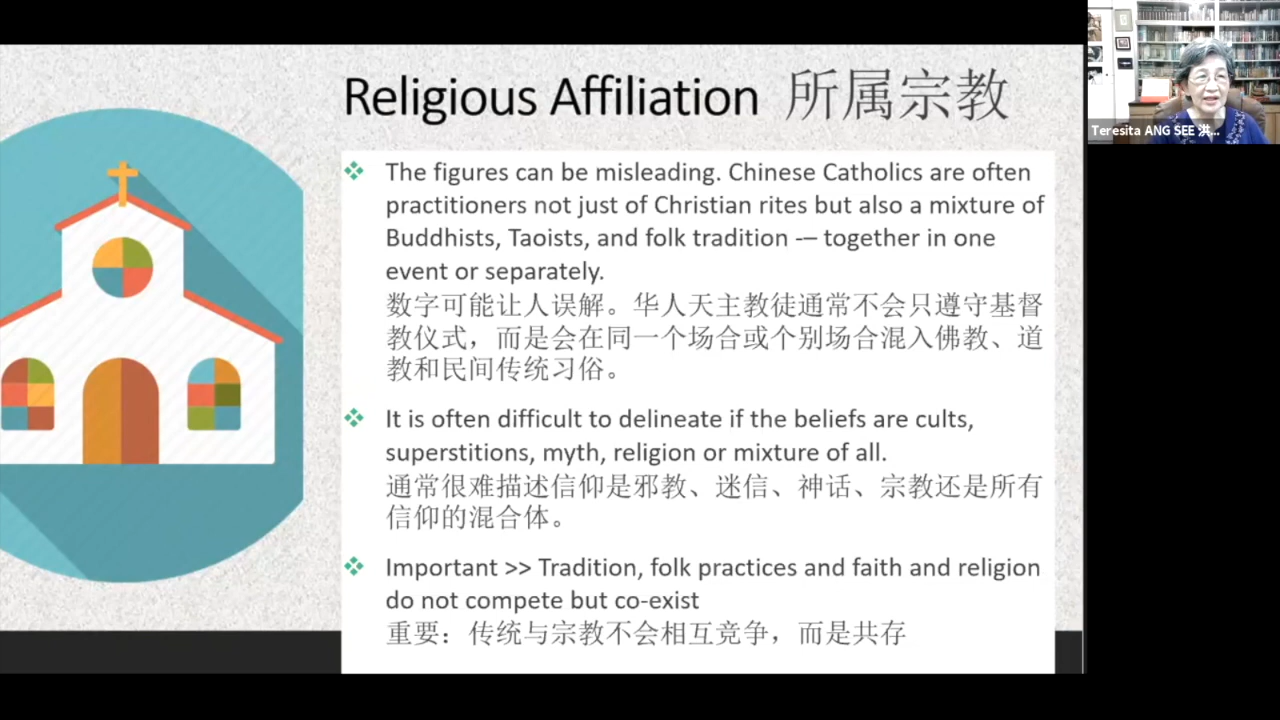 Religious Affiliation 所属宗教
The figures can be misleading. Chinese Catholics are often
practitioners not just of Christian rites but also a mixture of
Buddhists, Taoists, and folk tradition -– together in one
event or separately.
数字可能让人误解。华人天主教徒通常不会只遵守基督
教仪式，而是会在同一个场合或个别场合混入佛教、道
教和民间传统习俗。
It is often difficult to delineate if the beliefs are cults,
superstitions, myth, religion or mixture of all.
通常很难描述信仰是邪教、迷信、神话、宗教还是所有
信仰的混合体。
Important >> Tradition, folk practices and faith and religion
do not compete but co-exist
重要：传统与宗教不会相互竞争，而是共存
Teresita ANG SEE 洪...